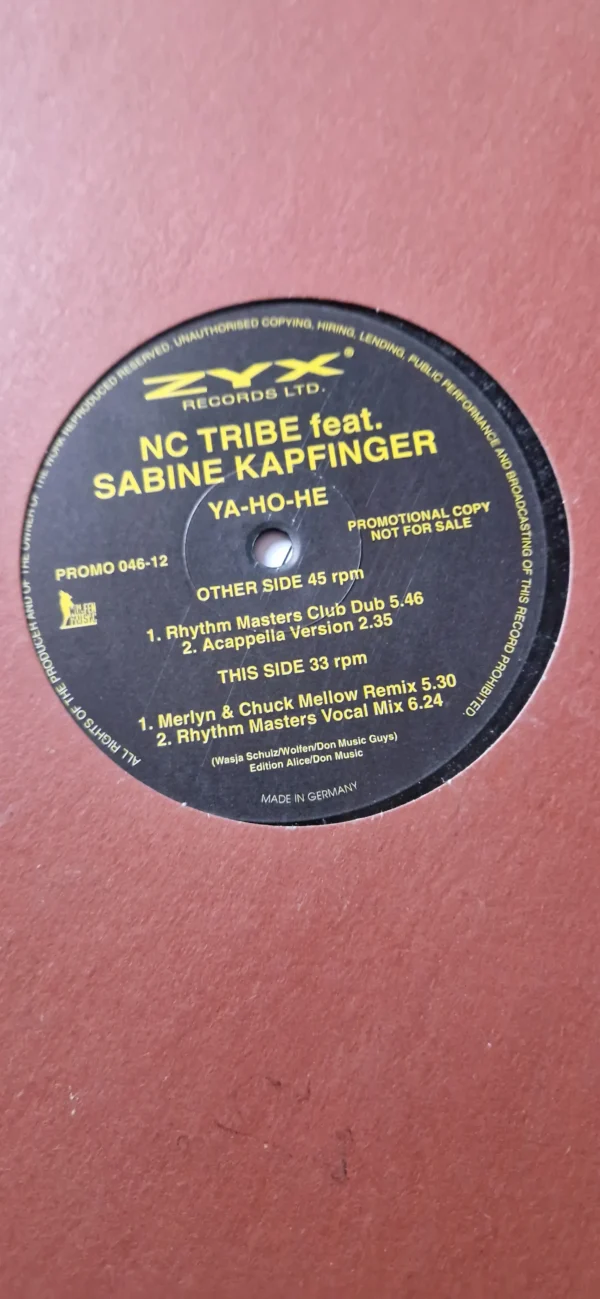 ZYX®
RECORDS LTD.
NC TRIBE feat.
SABINE KAPFINGER
YA-HO-HE
PROMOTIONAL COPY
NOT FOR SALE
PROMO 046-12
OTHER SIDE 45 rpm
1. Rhythm Masters Club Dub 5.46
2. Acappella Version 2.35
THIS SIDE 33 rpm
1. Merlyn & Chuck Mellow Remix 5.30
2. Rhythm Masters Vocal Mix 6.24
(Wasja Schulz/Wolfen/Don Music Guys)
Edition Alice/Don Music
MADE IN GERMANY
ALL RIGHTS OF THE PRODUCER AND OF THE OWNER OF THE WORK REPRODUCED RESERVED. UNAUTHORISED COPYING, HIRING, LENDING, PUBLIC PERFORMANCE AND BROADCASTING OF THIS RECORD PROHIBITED.